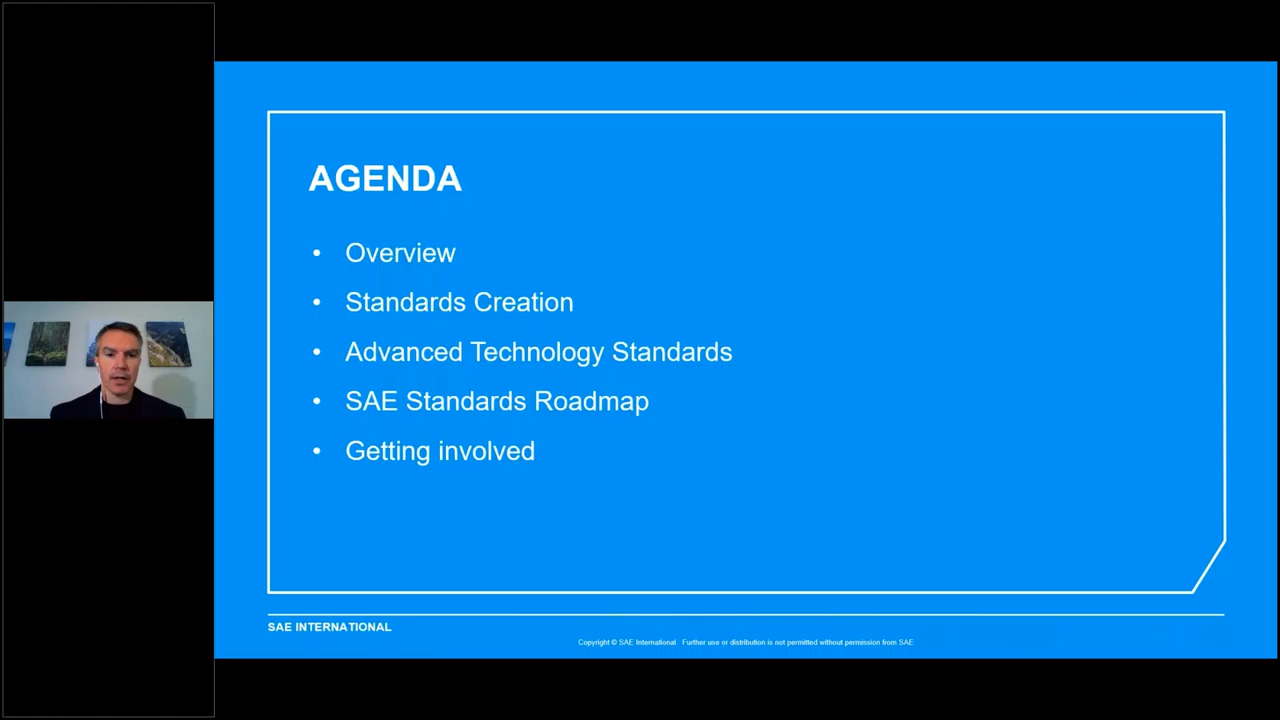 AGENDA
• Overview
• Standards Creation
• Advanced Technology Standards
• SAE Standards Roadmap
• Getting involved
SAE INTERNATIONAL
Copyright © SAE International. Further use or distribution is not permitted without permission from SAE